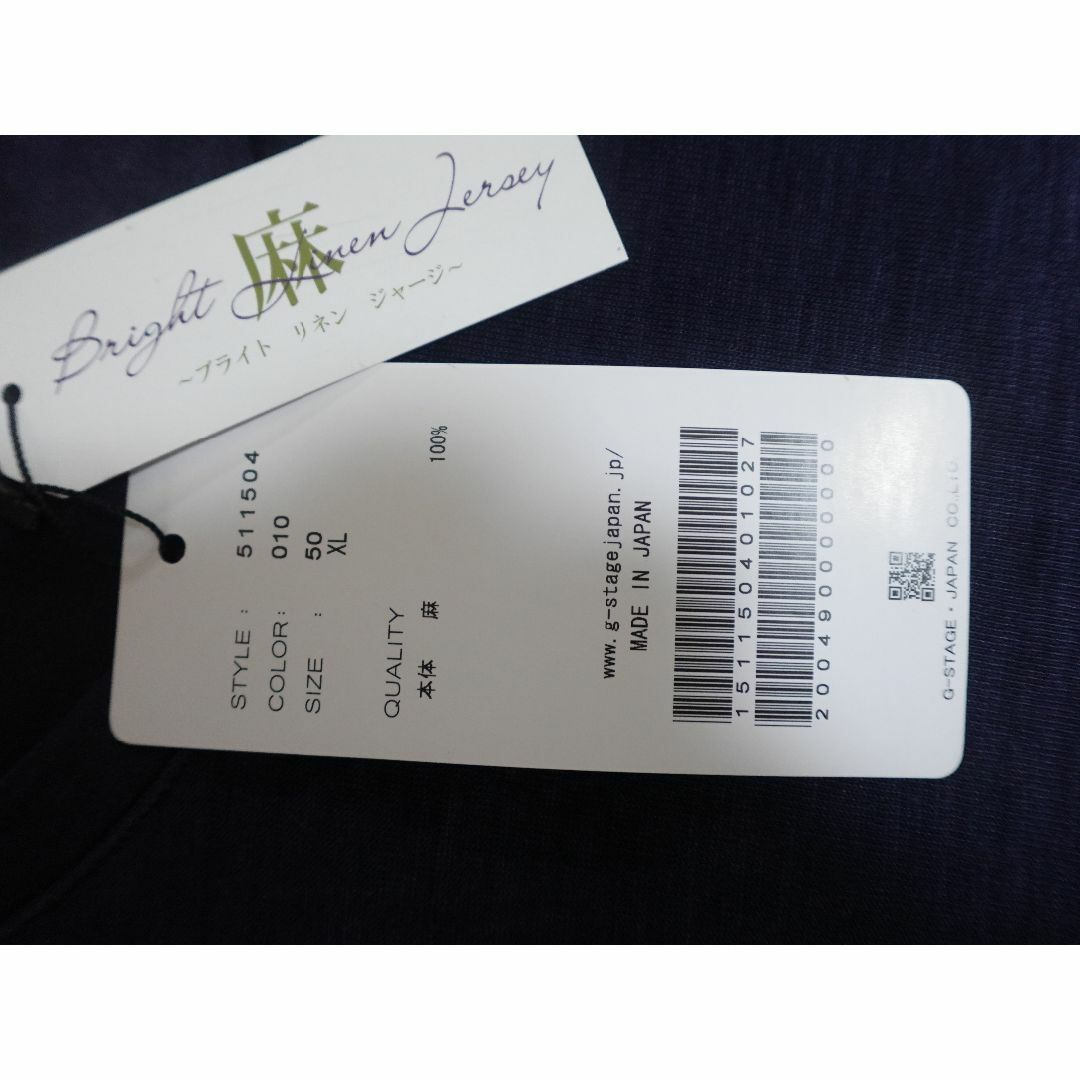 麻
Bright Linen Jersey
~ブライト リネン ジャージ~
STYLE : 511504
COLOR: 010
SIZE : 50
XL
QUALITY
本体 麻 100%
www.g-stagejapan.jp/
MADE IN JAPAN
151150401027
2004900000000
G-STAGE・JAPAN CO.,LTD